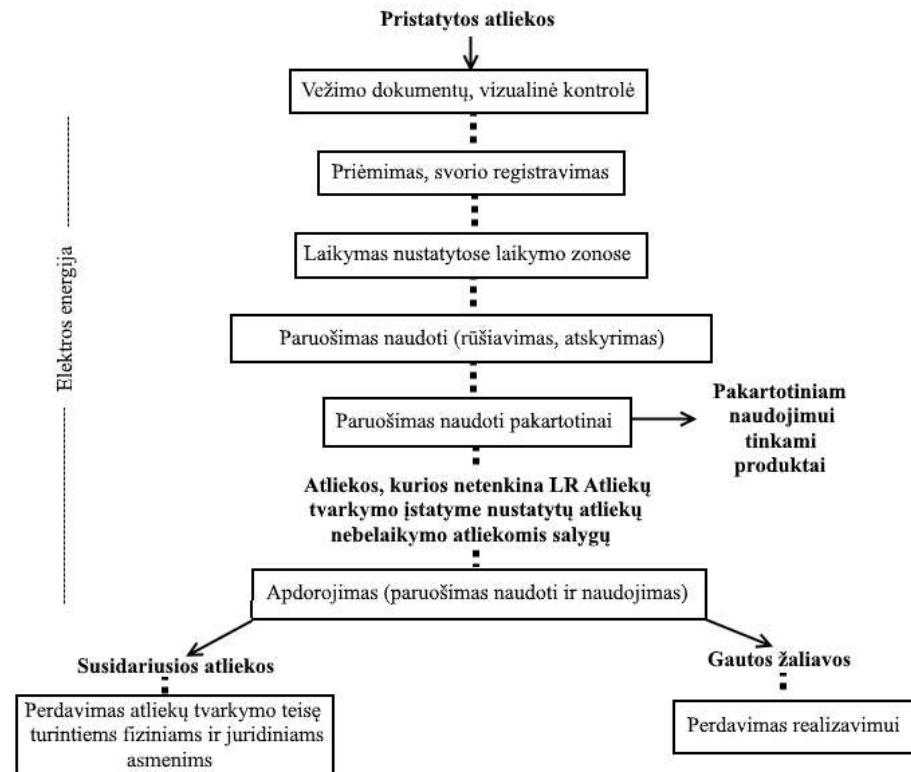 Pristatytos atliekos
Vežimo dokumentų, vizualinė kontrolė
Priėmimas, svorio registravimas
Laikymas nustatytose laikymo zonose
Elektros energija
Paruošimas naudoti (rūšiavimas, atskyrimas)
Paruošimas naudoti pakartotinai
Pakartotiniam
naudojimui
tinkami
produktai
Atliekos, kurios netenkina LR Atliekų
tvarkymo įstatyme nustatytų atliekų
nebelaikymo atliekomis salygų
Apdorojimas (paruošimas naudoti ir naudojimas)
Susidariusios atliekos
Perdavimas atliekų tvarkymo teisę
turintiems fiziniams ir juridiniams
asmenims
Gautos žaliavos
Perdavimas realizavimui